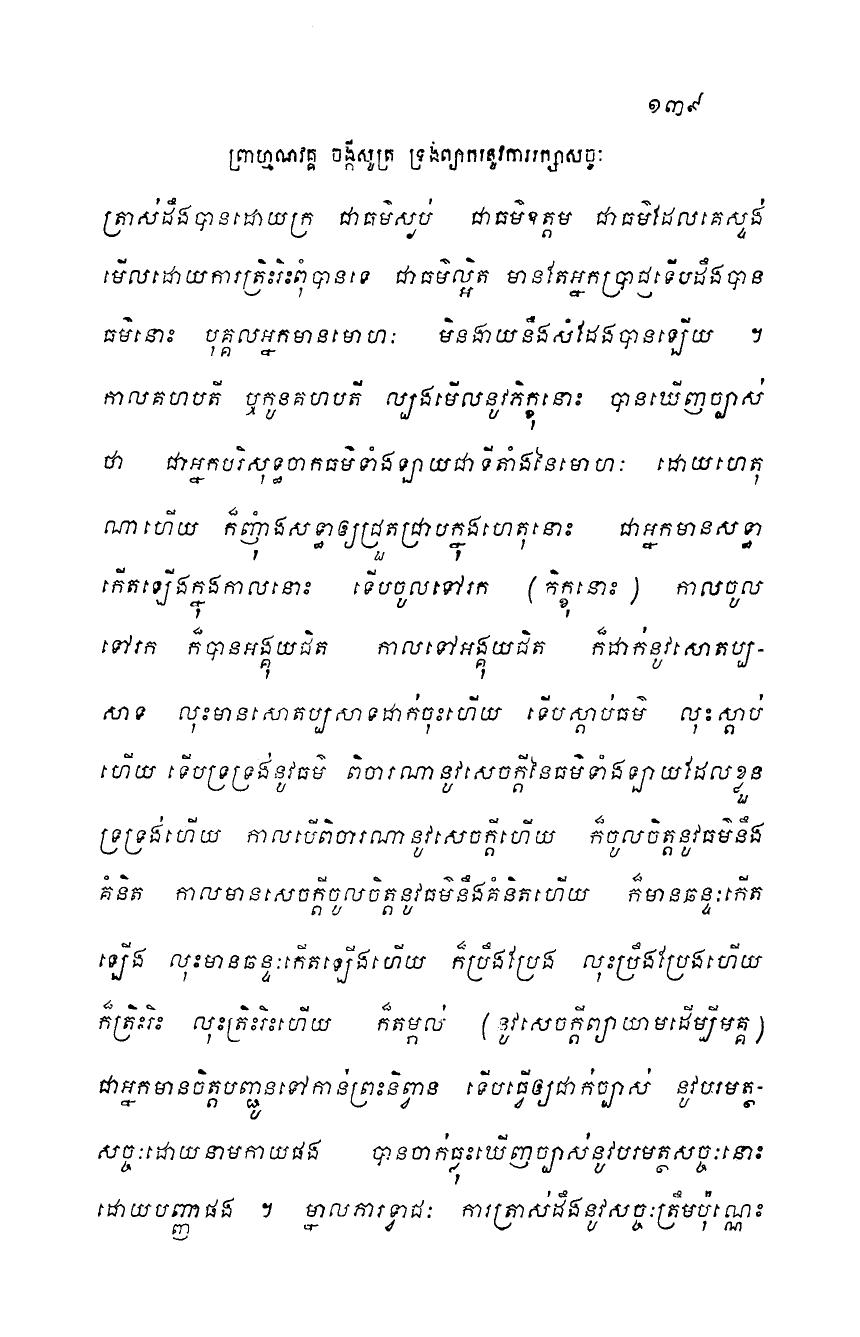 ១៣៩
ព្រាហ្មណវគ្គ ចង្កីសូត្រ ទ្រង់ព្យាករនូវការរក្សាសច្ចៈ
ត្រាស់ដឹងបានដោយក្រ ជាធម៌ស្ងប់ ជាធម៌ឧត្តម ជាធម៌ដែលគេស្ទង់
មើលដោយការត្រិះរិះពុំបានទេ ជាធម៌ល្អិត មានតែអ្នកប្រាជ្ញទើបដឹងបាន
ធម៌នោះ បុគ្គលអ្នកមានមោហៈ មិនងាយនឹងសំដែងបានឡើយ ។
កាលគហបតី ឬកូនគហបតី ល្បងមើលនូវភិក្ខុនោះ បានឃើញច្បាស់
ថា ជាអ្នកបរិសុទ្ធចាកធម៌ទាំងឡាយជាទីតាំងនៃមោហៈ ដោយហេតុ
ណាហើយ ក៏ញុំាងសទ្ធាឲ្យជ្រួតជ្រាបក្នុងហេតុនោះ ជាអ្នកមានសទ្ធា
កើតឡើងក្នុងកាលនោះ ទើបចូលទៅរក (ភិក្ខុនោះ) កាលចូល
ទៅរក ក៏បានអង្គុយជិត កាលទៅអង្គុយជិត ក៏ដាក់នូវសោតប្ប-
សាទ លុះមានសោតប្បសាទដាក់ចុះហើយ ទើបស្តាប់ធម៌ លុះស្តាប់
ហើយ ទើបទ្រទ្រង់នូវធម៌ ពិចារណានូវសេចក្តីនៃធម៌ទាំងឡាយដែលខ្លួន
ទ្រទ្រង់ហើយ កាលបើពិចារណានូវសេចក្តីហើយ ក៏ចូលចិត្តនូវធម៌នឹង
គំនិត កាលមានសេចក្តីចូលចិត្តនូវធម៌នឹងគំនិតហើយ ក៏មានឆន្ទៈកើត
ឡើង លុះមានឆន្ទៈកើតឡើងហើយ ក៏ប្រឹងប្រែង លុះប្រឹងប្រែងហើយ
ក៏ត្រិះរិះ លុះត្រិះរិះហើយ ក៏តម្កល់ (នូវសេចក្តីព្យាយាមដើម្បីមគ្គ)
ជាអ្នកមានចិត្តបញ្ជូនទៅកាន់ព្រះនិព្វាន ទើបធ្វើឲ្យជាក់ច្បាស់ នូវបរមត្ថ-
សច្ចៈដោយនាមកាយផង បានចាក់ធ្លុះឃើញច្បាស់នូវបរមត្ថសច្ចៈនោះ
ដោយបញ្ញាផង ។ ម្នាលភារទ្វាជៈ ការត្រាស់ដឹងនូវសច្ចៈត្រឹមប៉ុណ្ណេះ